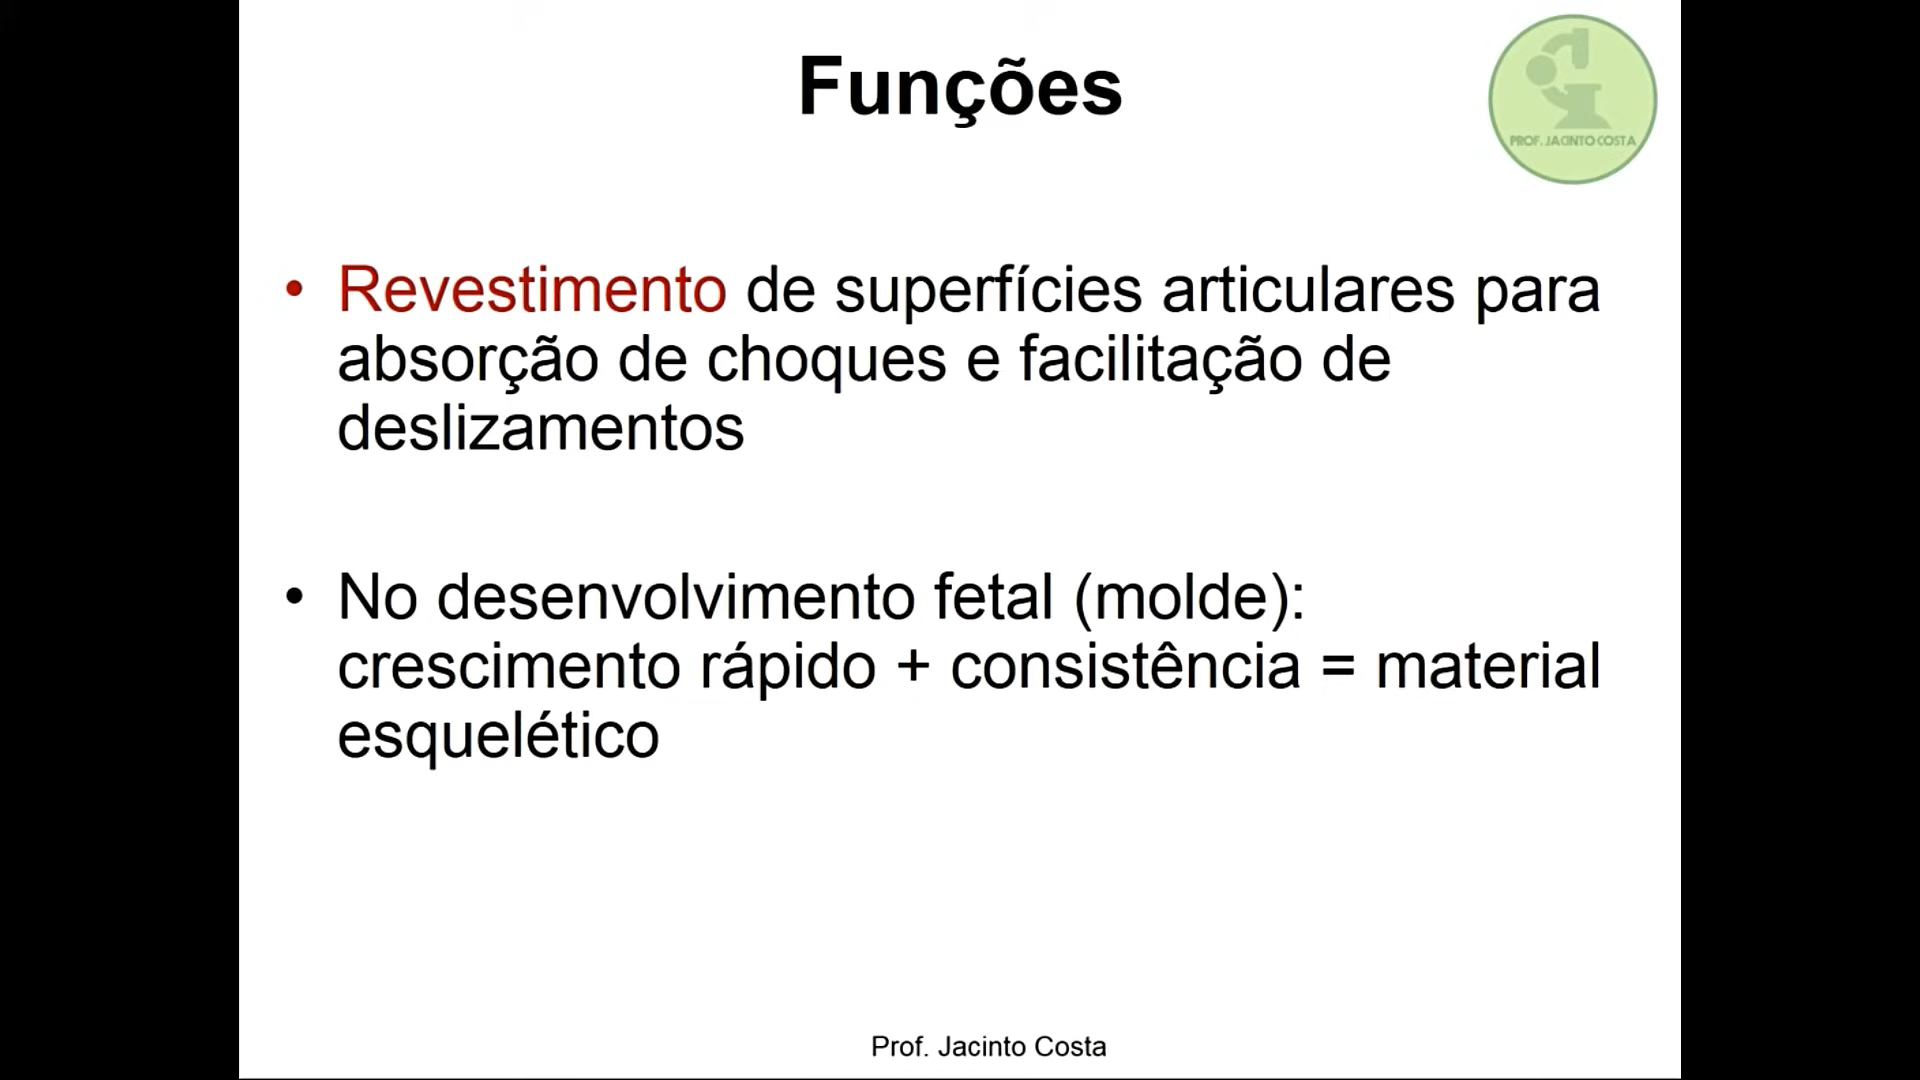 Funções
PROF. JACINTO COSTA
• Revestimento de superfícies articulares para
absorção de choques e facilitação de
deslizamentos
• No desenvolvimento fetal (molde):
crescimento rápido + consistência = material
esquelético
Prof. Jacinto Costa